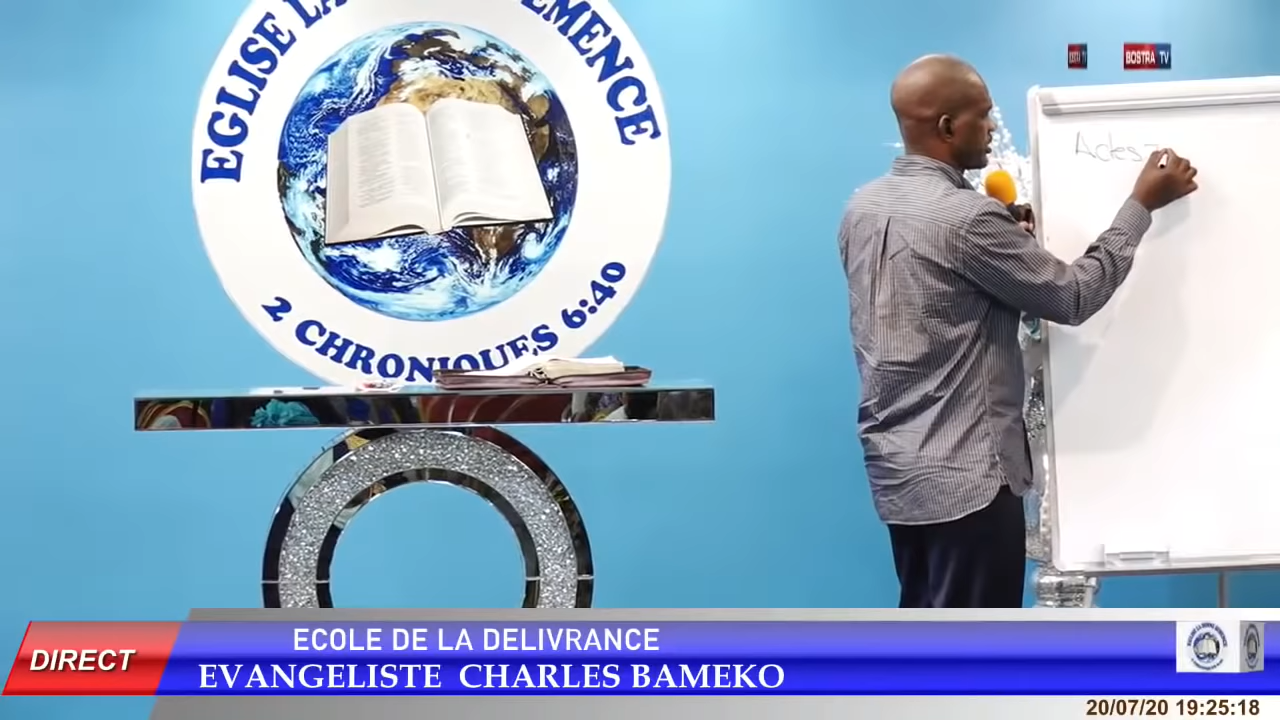 EGLISE
EMENCE
2 CHRONIQUES 6:40
BOSTRA TV
Actes 7
ECOLE DE LA DELIVRANCE
DIRECT
EVANGELISTE CHARLES BAMEKO
20/07/20 19:25:18